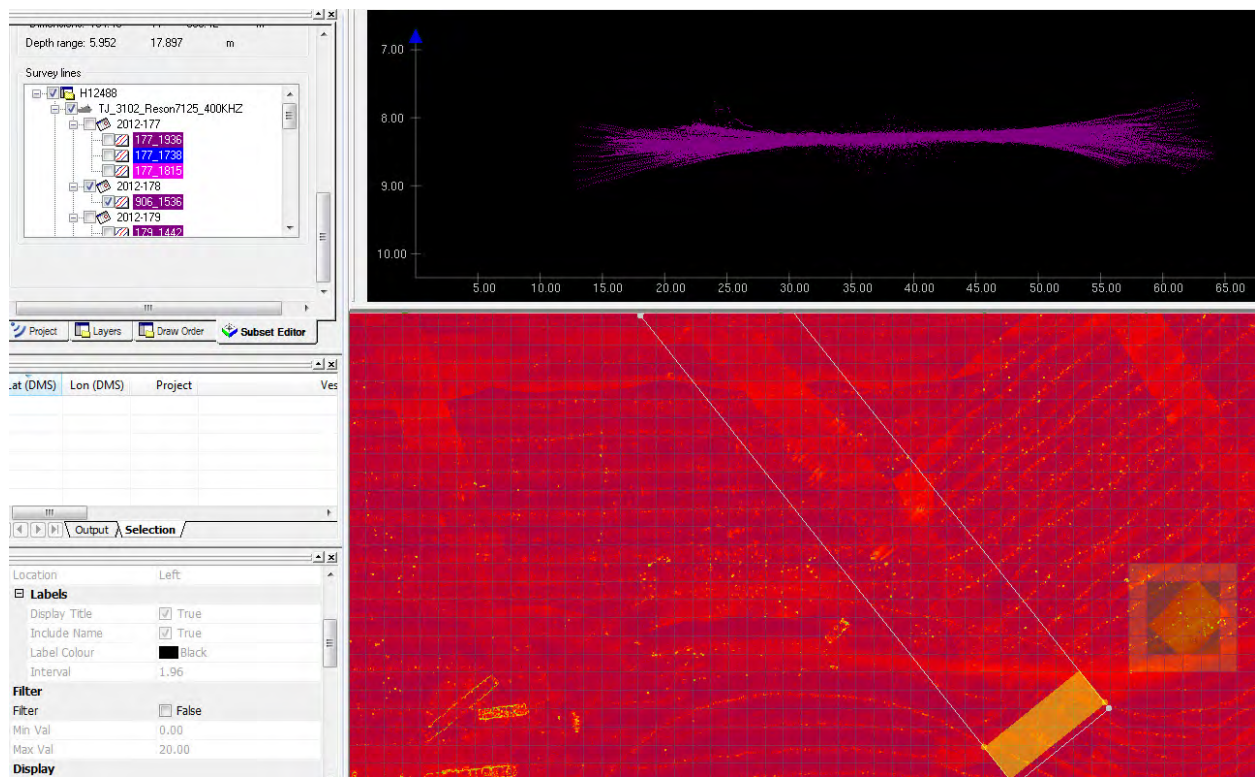 Depth range: 5.952 17.897 m
Survey lines
H12488
TJ_3102_Reson7125_400KHZ
2012-177
177_1936
177_1738
177_1815
2012-178
906_1536
2012-179
179_1442
Project Layers Draw Order Subset Editor
Lat (DMS) Lon (DMS) Project Ves
Output Selection
Location Left
Labels
Display Title True
Include Name True
Label Colour Black
Interval 1.96
Filter
Filter False
Min Val 0.00
Max Val 20.00
Display
7.00
8.00
9.00
10.00
5.00 10.00 15.00 20.00 25.00 30.00 35.00 40.00 45.00 50.00 55.00 60.00 65.00